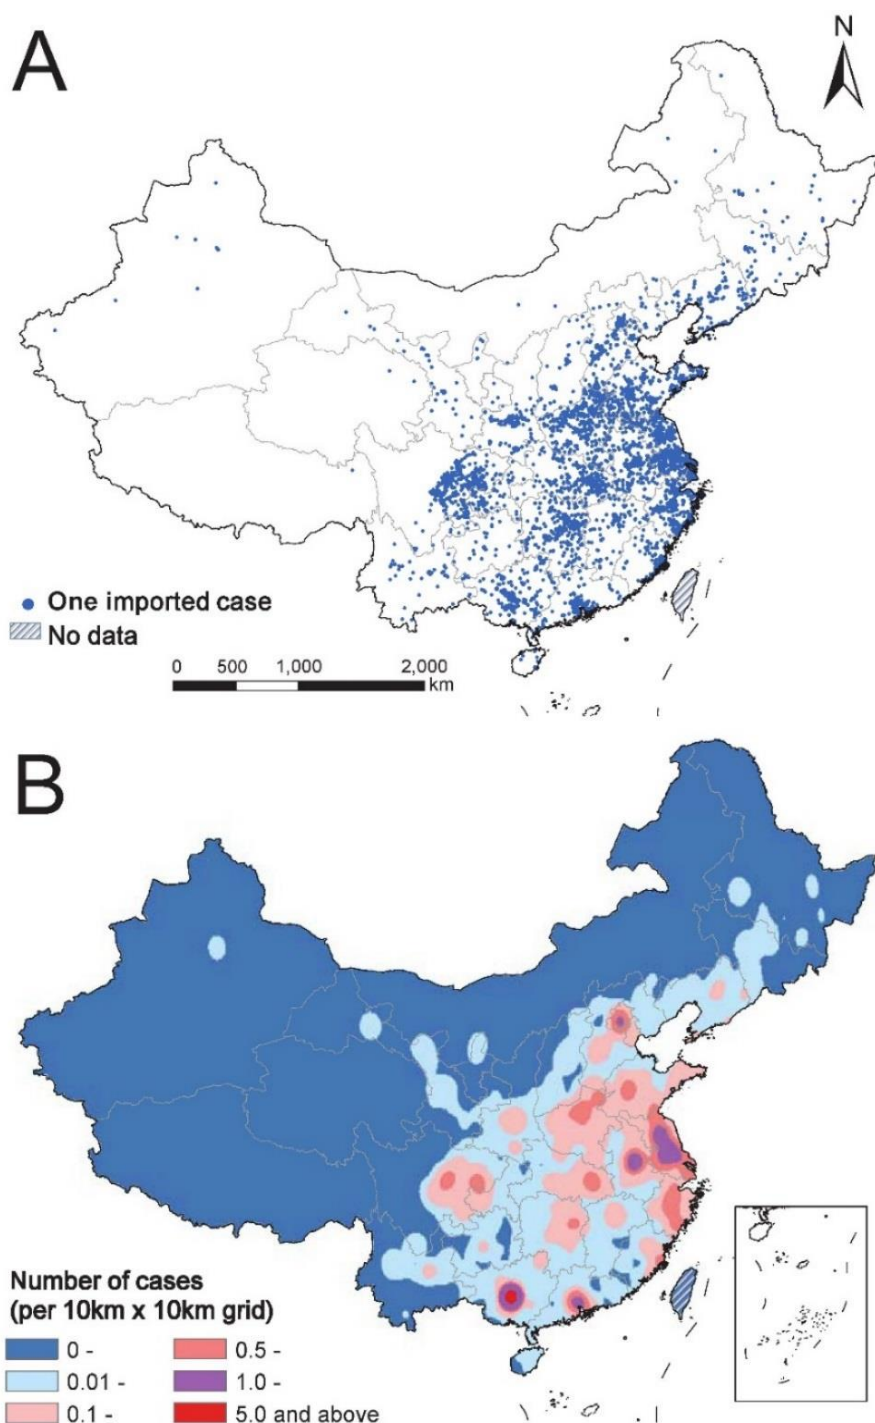 A
N
One imported case
No data
0 500 1,000 2,000
km
B
Number of cases
(per 10km x 10km grid)
0 -
0.01 -
0.1 -
0.5 -
1.0 -
5.0 and above